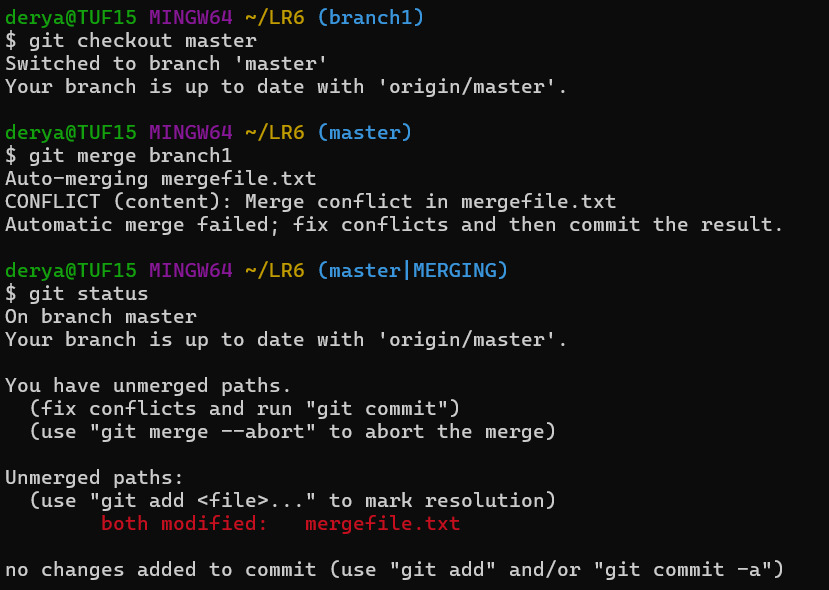 derya@TUF15 MINGW64 ~/LR6 (branch1)
$ git checkout master
Switched to branch 'master'
Your branch is up to date with 'origin/master'.

derya@TUF15 MINGW64 ~/LR6 (master)
$ git merge branch1
Auto-merging mergefile.txt
CONFLICT (content): Merge conflict in mergefile.txt
Automatic merge failed; fix conflicts and then commit the result.

derya@TUF15 MINGW64 ~/LR6 (master|MERGING)
$ git status
On branch master
Your branch is up to date with 'origin/master'.

You have unmerged paths.
  (fix conflicts and run "git commit")
  (use "git merge --abort" to abort the merge)

Unmerged paths:
  (use "git add <file>..." to mark resolution)
        both modified:   mergefile.txt

no changes added to commit (use "git add" and/or "git commit -a")